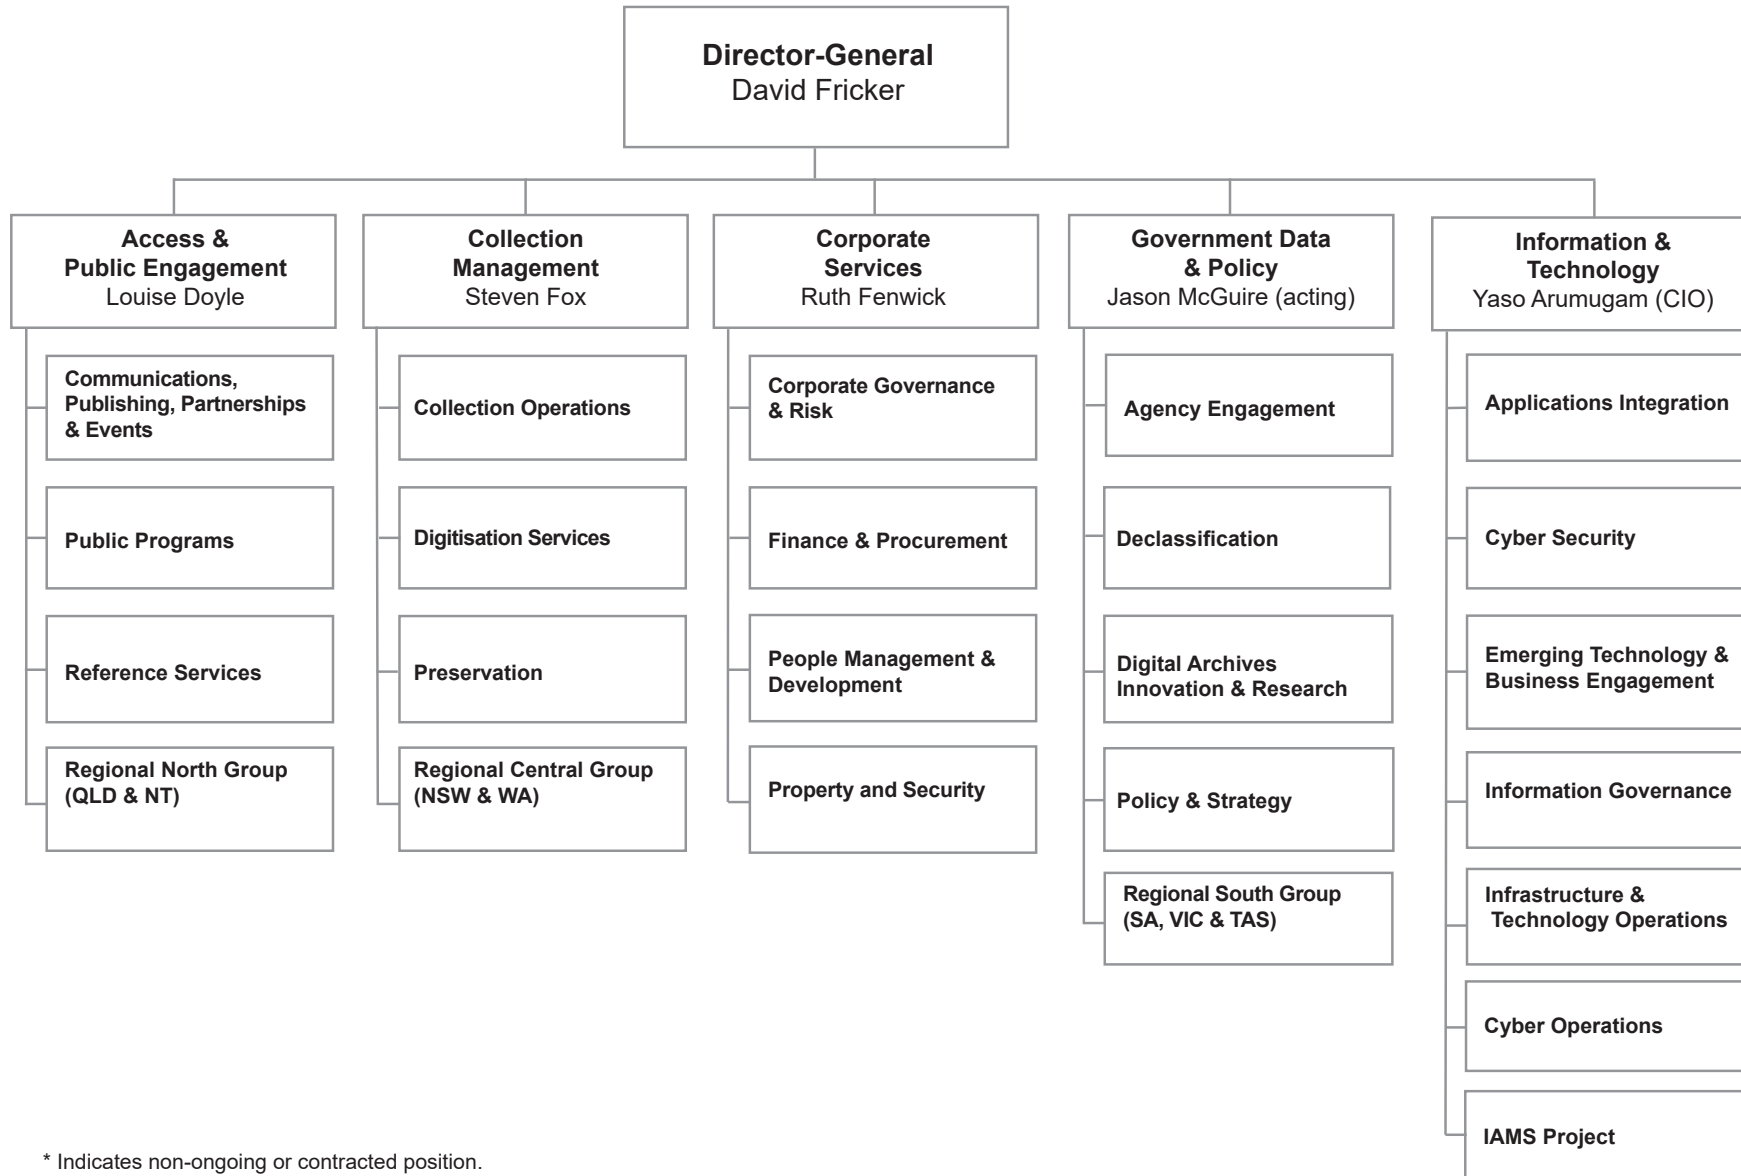 Director-General
David Fricker
Access &
Public Engagement
Louise Doyle
Communications,
Publishing, Partnerships
& Events
Public Programs
Reference Services
Regional North Group
(QLD & NT)
Collection
Management
Steven Fox
Collection Operations
Digitisation Services
Preservation
Regional Central Group
(NSW & WA)
Corporate
Services
Ruth Fenwick
Corporate Governance
& Risk
Finance & Procurement
People Management &
Development
Property and Security
Government Data
& Policy
Jason McGuire (acting)
Agency Engagement
Declassification
Digital Archives
Innovation & Research
Policy & Strategy
Regional South Group
(SA, VIC & TAS)
Information &
Technology
Yaso Arumugam (CIO)
Applications Integration
Cyber Security
Emerging Technology &
Business Engagement
Information Governance
Infrastructure &
Technology Operations
Cyber Operations
IAMS Project
* Indicates non-ongoing or contracted position.